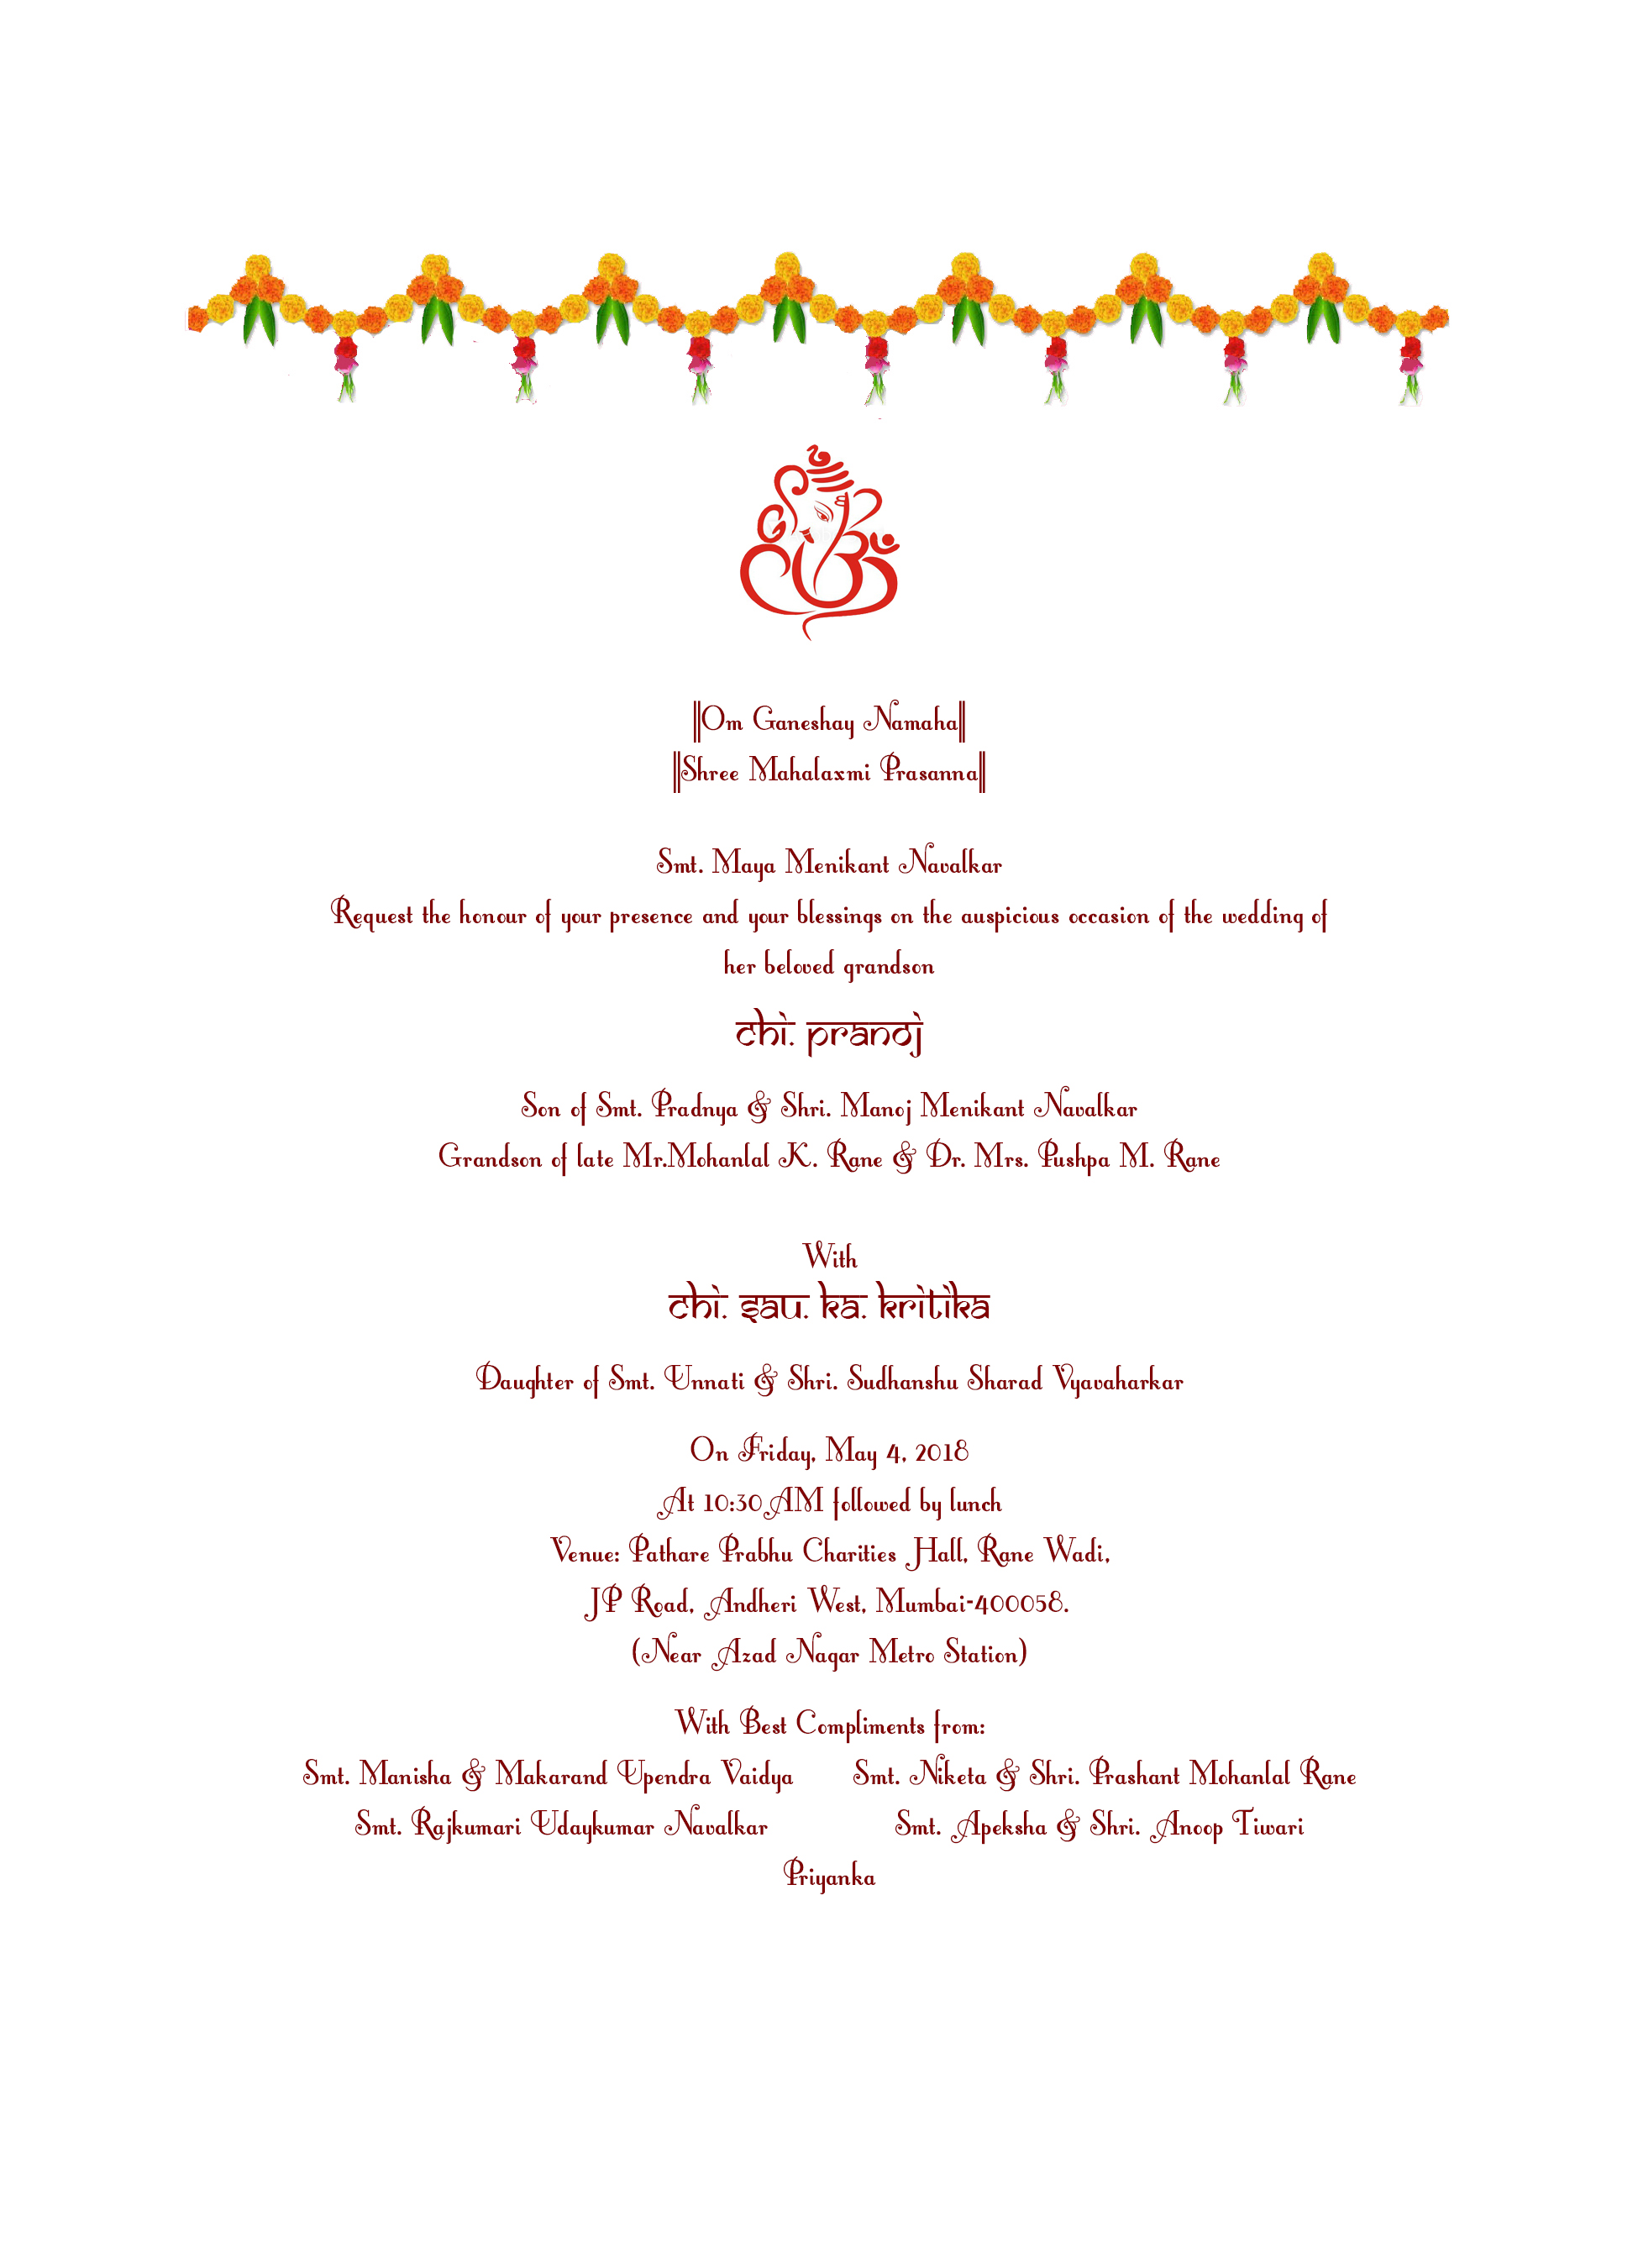 ||Om Ganeshay Namaha||
||Shree Mahalaxmi Prasanna||
Smt. Maya Menikant Navalkar
Request the honour of your presence and your blessings on the auspicious occasion of the wedding of
her beloved grandson
Chi. Pranoj
Son of Smt. Pradnya & Shri. Manoj Menikant Navalkar
Grandson of late Mr.Mohanlal K. Rane & Dr. Mrs. Pushpa M. Rane
With
Chi. Sau. Ka. Kritika
Daughter of Smt. Unnati & Shri. Sudhanshu Sharad Vyavaharkar
On Friday, May 4, 2018
At 10:30AM followed by lunch
Venue: Pathare Prabhu Charities Hall, Rane Wadi,
JP Road, Andheri West, Mumbai-400058.
(Near Azad Nagar Metro Station)
With Best Compliments from:
Smt. Manisha & Makarand Upendra Vaidya Smt. Niketa & Shri. Prashant Mohanlal Rane
Smt. Rajkumari Udaykumar Navalkar Smt. Apeksha & Shri. Anoop Tiwari
Priyanka